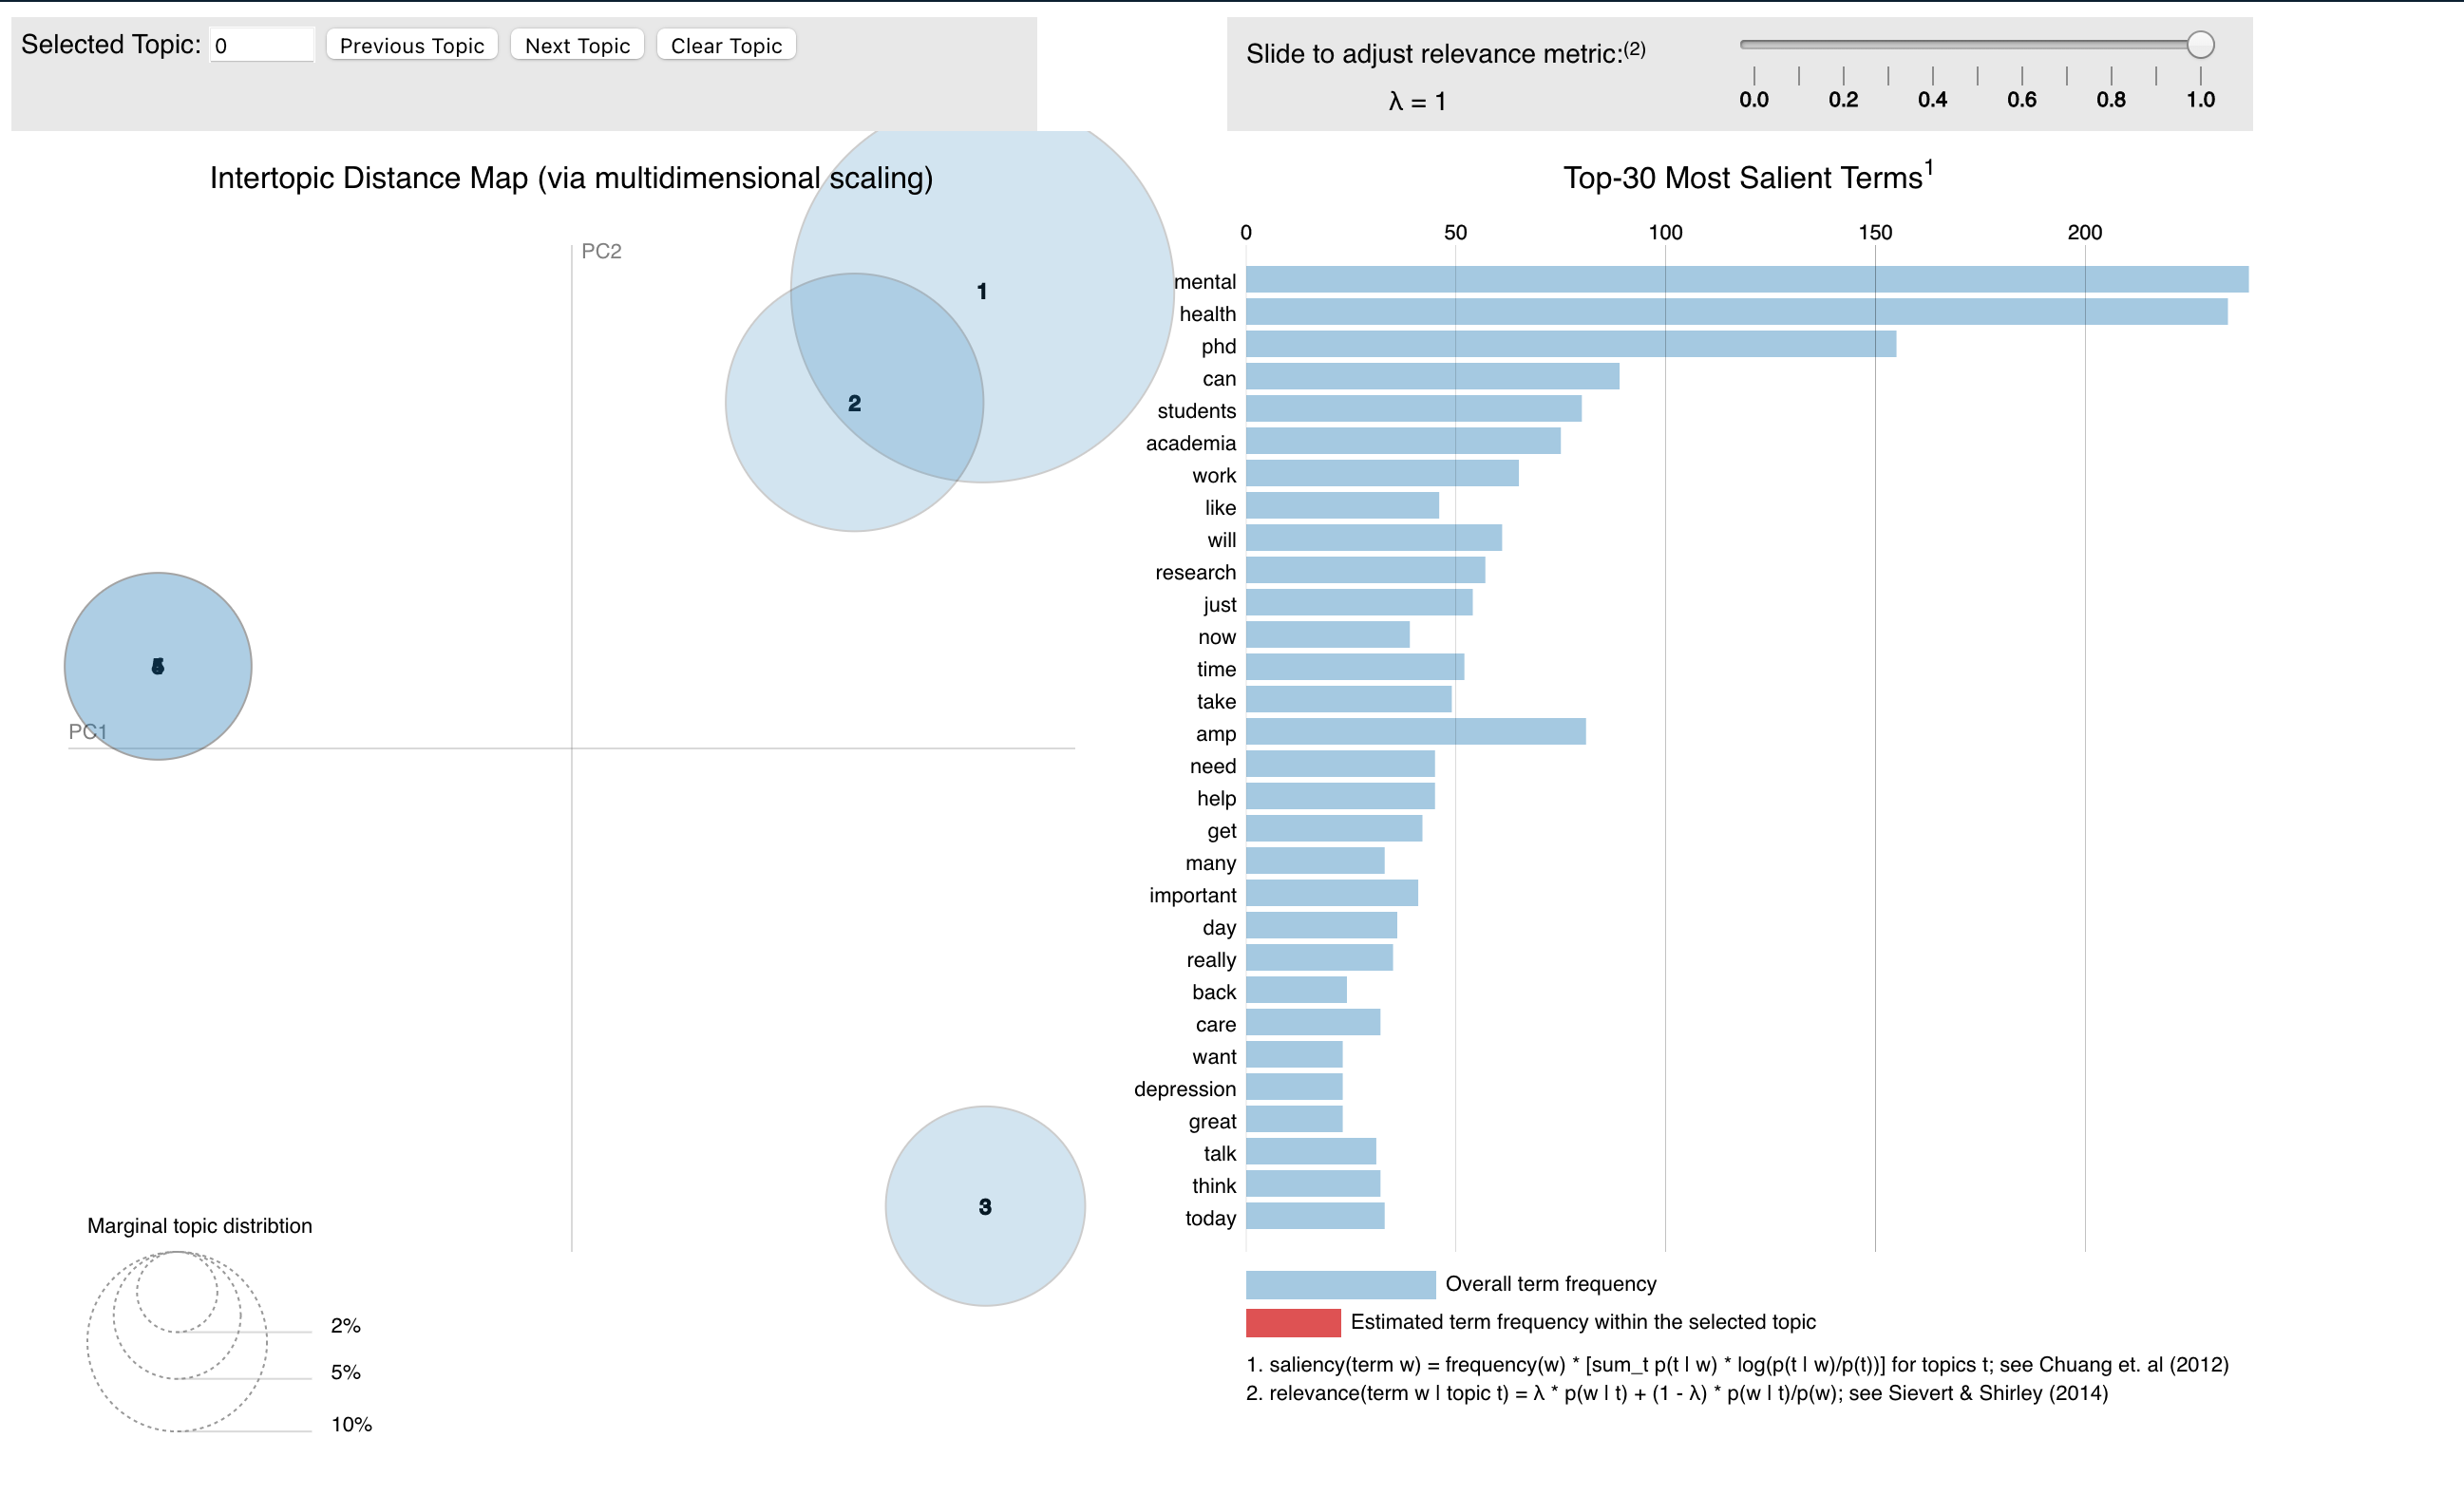 Selected Topic: 0 Previous Topic Next Topic Clear Topic
Slide to adjust relevance metric:(2)
λ = 1
0.0 0.2 0.4 0.6 0.8 1.0
Intertopic Distance Map (via multidimensional scaling)
PC2
1
2
PC1
3
Marginal topic distribtion
2%
5%
10%
Top-30 Most Salient Terms1
0 50 100 150 200
mental
health
phd
can
students
academia
work
like
will
research
just
now
time
take
amp
need
help
get
many
important
day
really
back
care
want
depression
great
talk
think
today
Overall term frequency
Estimated term frequency within the selected topic
1. saliency(term w) = frequency(w) * [sum_t p(t | w) * log(p(t | w)/p(t))] for topics t; see Chuang et. al (2012)
2. relevance(term w | topic t) = λ * p(w | t) + (1 - λ) * p(w | t)/p(w); see Sievert & Shirley (2014)